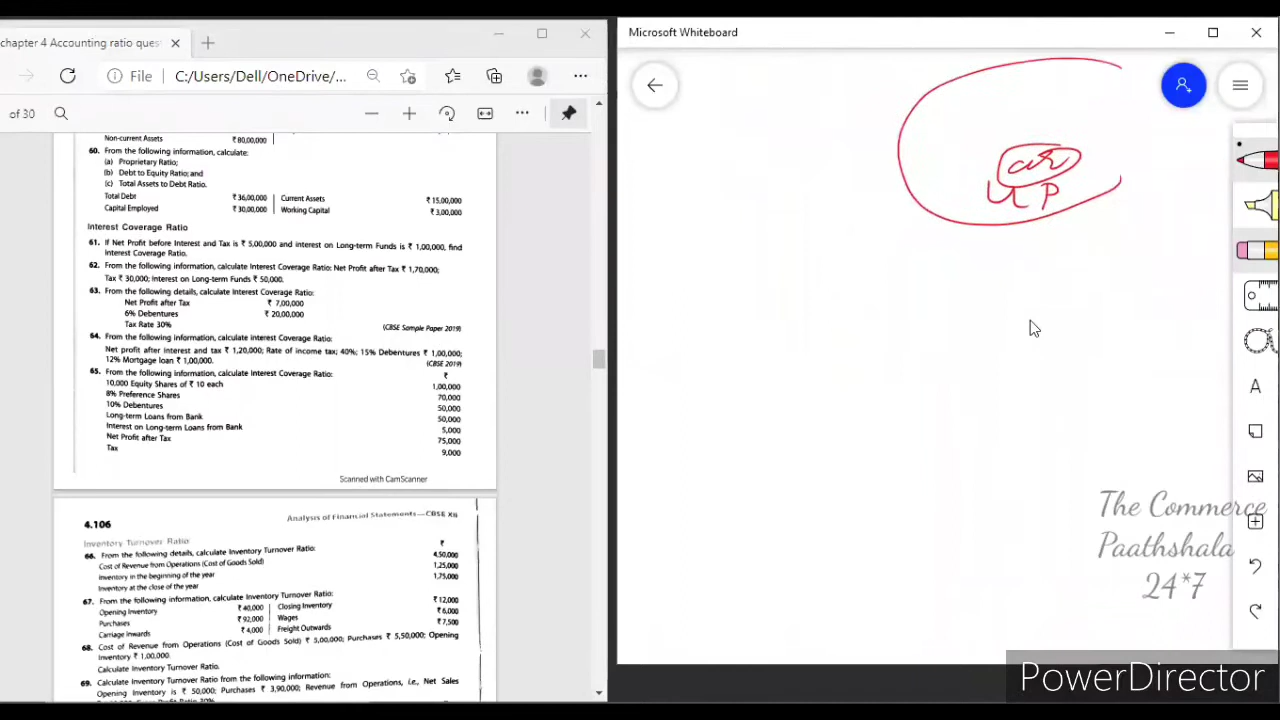 chapter 4 Accounting ratio ques
File
C:/Users/Dell/OneDrive/...
of 30
Non-current Assets ₹ 80,00,000
60. From the following information, calculate:
(a) Proprietary Ratio;
(b) Debt to Equity Ratio; and
(c) Total Assets to Debt Ratio.
Total Debt ₹ 36,00,000 Current Assets ₹ 15,00,000
Capital Employed ₹ 30,00,000 Working Capital ₹ 3,00,000
Interest Coverage Ratio
61. If Net Profit before Interest and Tax is ₹ 5,00,000 and interest on Long-term Funds is ₹ 1,00,000, find
Interest Coverage Ratio.
62. From the following information, calculate Interest Coverage Ratio: Net Profit after Tax ₹ 1,70,000;
Tax ₹ 30,000; Interest on Long-term Funds ₹ 50,000.
63. From the following details, calculate Interest Coverage Ratio:
Net Profit after Tax ₹ 7,00,000
6% Debentures ₹ 20,00,000
Tax Rate 30% (CBSE Sample Paper 2019)
64. From the following information, calculate Interest Coverage Ratio:
Net profit after interest and tax ₹ 1,20,000; Rate of income tax; 40%; 15% Debentures ₹ 1,00,000;
12% Mortgage loan ₹ 1,00,000. (CBSE 2019)
65. From the following information, calculate Interest Coverage Ratio: ₹
10,000 Equity Shares of ₹ 10 each 1,00,000
8% Preference Shares 70,000
10% Debentures 50,000
Long-term Loans from Bank 50,000
Interest on Long-term Loans from Bank 5,000
Net Profit after Tax 75,000
Tax 9,000
Scanned with CamScanner
4.106 Analysis of Financial Statements—CBSE XII
Inventory Turnover Ratio
66. From the following details, calculate Inventory Turnover Ratio: ₹
Cost of Revenue from Operations (Cost of Goods Sold) 4,50,000
Inventory in the beginning of the year 1,25,000
Inventory at the close of the year 1,75,000
67. From the following information, calculate Inventory Turnover Ratio:
Opening Inventory ₹ 40,000 Closing Inventory ₹ 12,000
Purchases ₹ 92,000 Wages ₹ 6,000
Carriage Inwards ₹ 4,000 Freight Outwards ₹ 7,500
68. Cost of Revenue from Operations (Cost of Goods Sold) ₹ 5,00,000; Purchases ₹ 5,50,000; Opening
Inventory ₹ 1,00,000.
Calculate Inventory Turnover Ratio.
69. Calculate Inventory Turnover Ratio from the following information:
Opening Inventory is ₹ 50,000; Purchases ₹ 3,90,000; Revenue from Operations, i.e., Net Sales
Microsoft Whiteboard
UP
The Commerce
Paathshala
24*7
PowerDirector